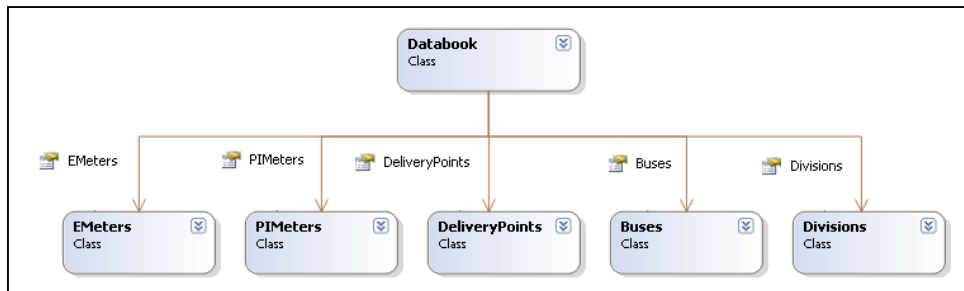 Databook
Class
EMeters
PIMeters
DeliveryPoints
Buses
Divisions
EMeters
Class
PIMeters
Class
DeliveryPoints
Class
Buses
Class
Divisions
Class